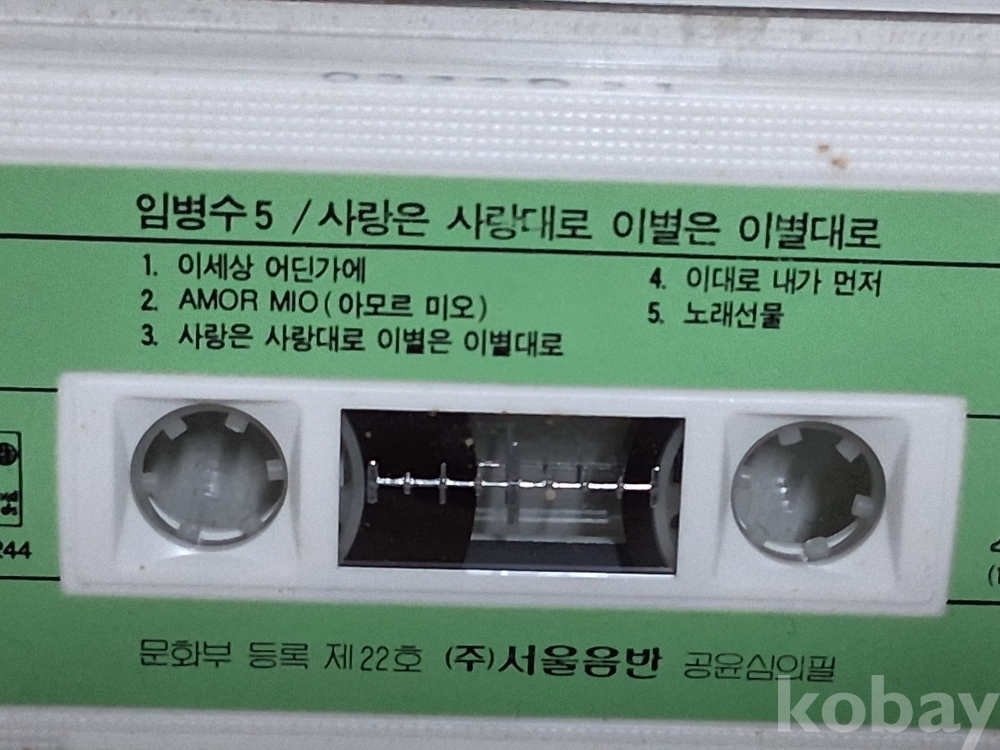 임병수5 / 사랑은 사랑대로 이별은 이별대로
1. 이세상 어딘가에
2. AMOR MIO (아모르 미오)
3. 사랑은 사랑대로 이별은 이별대로
4. 이대로 내가 먼저
5. 노래선물
244
문화부 등록 제22호 (주)서울음반 공윤심의필
kobay